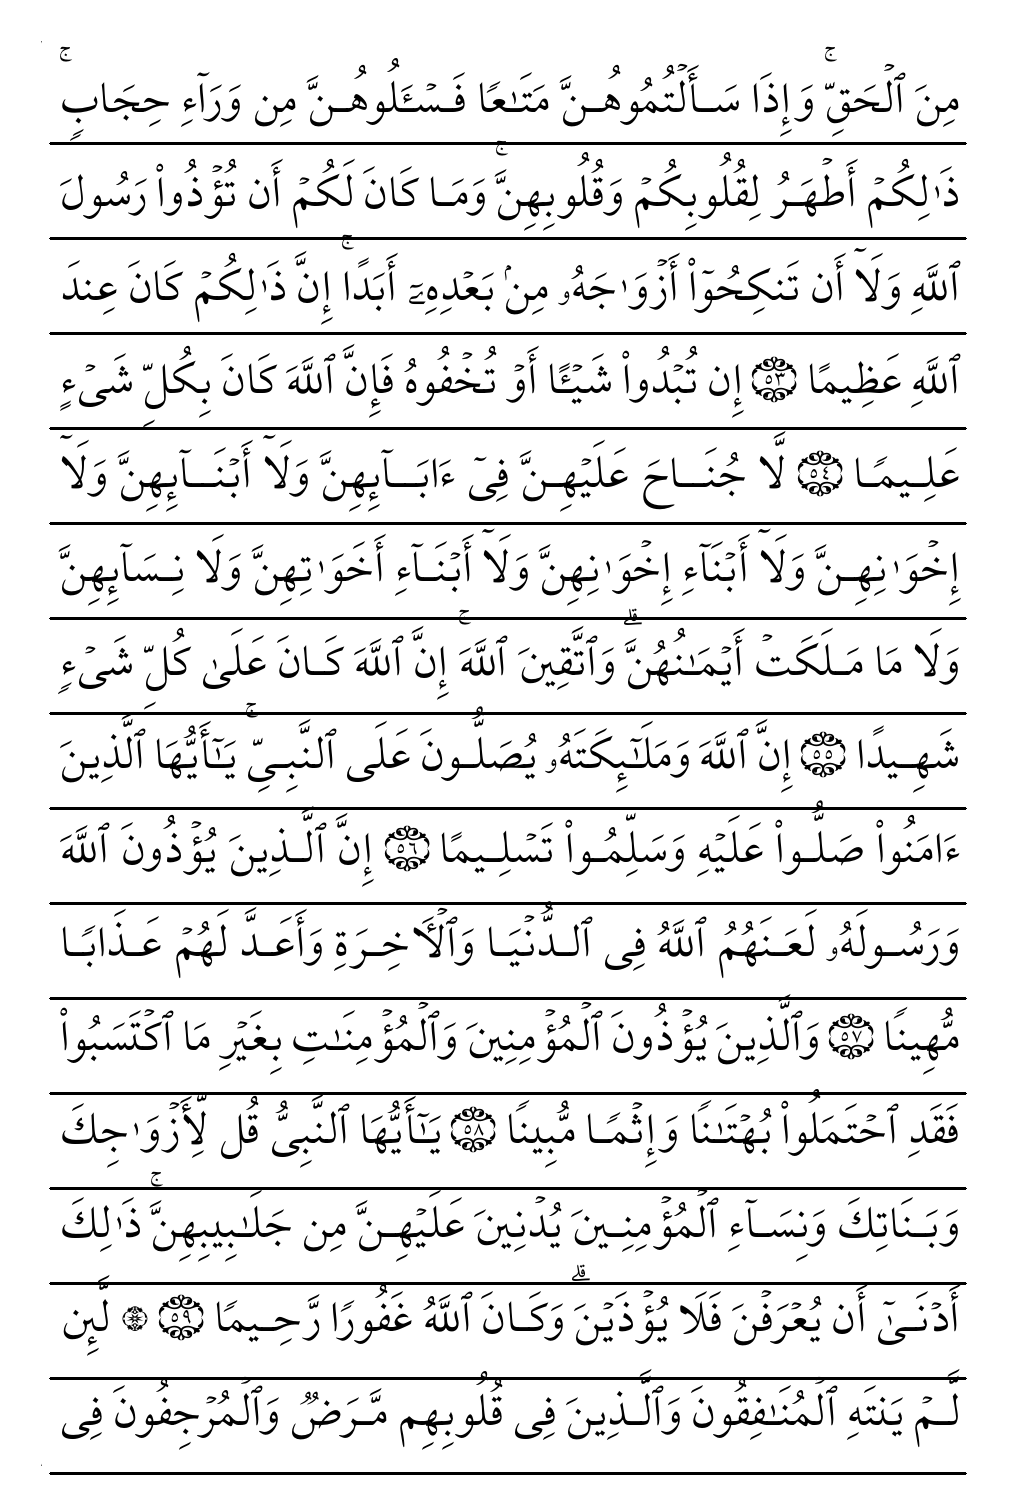 مِنَ ٱلْحَقِّ ۚ وَإِذَا سَأَلْتُمُوهُنَّ مَتَـٰعًا فَسْـَٔلُوهُنَّ مِن وَرَآءِ حِجَابٍ ۚ
ذَٰلِكُمْ أَطْهَرُ لِقُلُوبِكُمْ وَقُلُوبِهِنَّ ۚ وَمَا كَانَ لَكُمْ أَن تُؤْذُوا۟ رَسُولَ
ٱللَّهِ وَلَآ أَن تَنكِحُوٓا۟ أَزْوَٰجَهُۥ مِنۢ بَعْدِهِۦٓ أَبَدًا ۚ إِنَّ ذَٰلِكُمْ كَانَ عِندَ
ٱللَّهِ عَظِيمًا ۝٥٣ إِن تُبْدُوا۟ شَيْـًٔا أَوْ تُخْفُوهُ فَإِنَّ ٱللَّهَ كَانَ بِكُلِّ شَىْءٍ
عَلِيمًا ۝٥٤ لَّا جُنَاحَ عَلَيْهِنَّ فِىٓ ءَابَآئِهِنَّ وَلَآ أَبْنَآئِهِنَّ وَلَآ
إِخْوَٰنِهِنَّ وَلَآ أَبْنَآءِ إِخْوَٰنِهِنَّ وَلَآ أَبْنَآءِ أَخَوَٰتِهِنَّ وَلَا نِسَآئِهِنَّ
وَلَا مَا مَلَكَتْ أَيْمَـٰنُهُنَّ ۗ وَٱتَّقِينَ ٱللَّهَ ۚ إِنَّ ٱللَّهَ كَانَ عَلَىٰ كُلِّ شَىْءٍ
شَهِيدًا ۝٥٥ إِنَّ ٱللَّهَ وَمَلَـٰٓئِكَتَهُۥ يُصَلُّونَ عَلَى ٱلنَّبِىِّ ۚ يَـٰٓأَيُّهَا ٱلَّذِينَ
ءَامَنُوا۟ صَلُّوا۟ عَلَيْهِ وَسَلِّمُوا۟ تَسْلِيمًا ۝٥٦ إِنَّ ٱلَّذِينَ يُؤْذُونَ ٱللَّهَ
وَرَسُولَهُۥ لَعَنَهُمُ ٱللَّهُ فِى ٱلدُّنْيَا وَٱلْـَٔاخِرَةِ وَأَعَدَّ لَهُمْ عَذَابًا
مُّهِينًا ۝٥٧ وَٱلَّذِينَ يُؤْذُونَ ٱلْمُؤْمِنِينَ وَٱلْمُؤْمِنَـٰتِ بِغَيْرِ مَا ٱكْتَسَبُوا۟
فَقَدِ ٱحْتَمَلُوا۟ بُهْتَـٰنًا وَإِثْمًا مُّبِينًا ۝٥٨ يَـٰٓأَيُّهَا ٱلنَّبِىُّ قُل لِّأَزْوَٰجِكَ
وَبَنَاتِكَ وَنِسَآءِ ٱلْمُؤْمِنِينَ يُدْنِينَ عَلَيْهِنَّ مِن جَلَـٰبِيبِهِنَّ ۚ ذَٰلِكَ
أَدْنَىٰٓ أَن يُعْرَفْنَ فَلَا يُؤْذَيْنَ ۗ وَكَانَ ٱللَّهُ غَفُورًا رَّحِيمًا ۝٥٩ ۞ لَّئِن
لَّمْ يَنتَهِ ٱلْمُنَـٰفِقُونَ وَٱلَّذِينَ فِى قُلُوبِهِم مَّرَضٌ وَٱلْمُرْجِفُونَ فِى